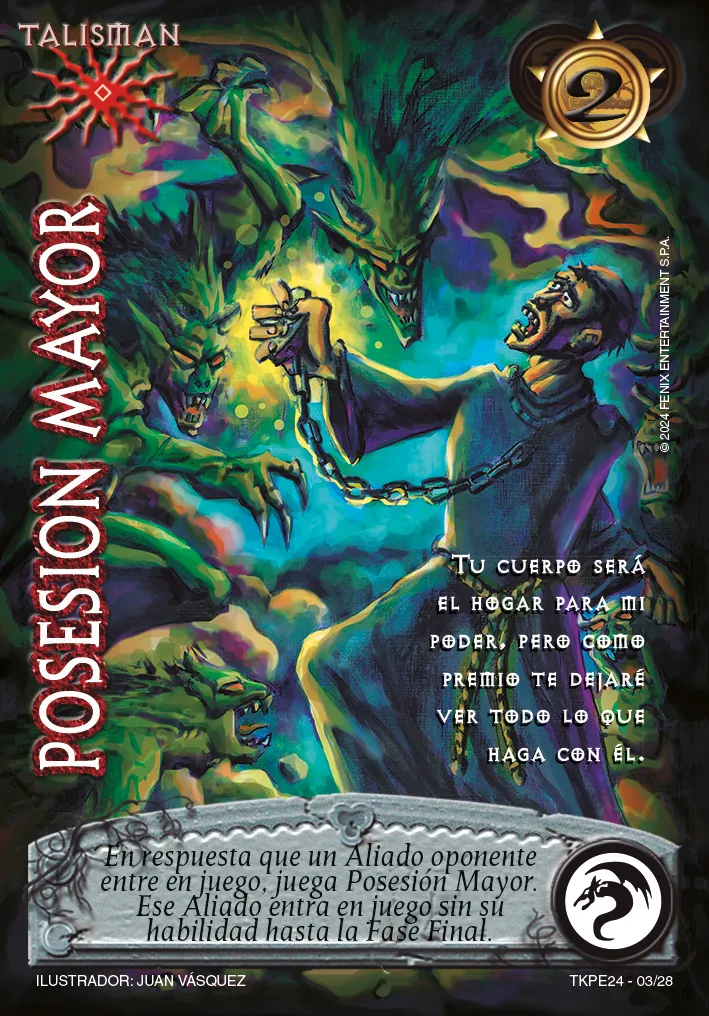 TALISMAN
2
POSESION MAYOR
© 2024 FENIX ENTERTAINMENT S.P.A.
Tu cuerpo será
el hogar para mi
poder, pero como
premio te dejaré
ver todo lo que
haga con él.
En respuesta que un Aliado oponente
entre en juego, juega Posesión Mayor.
Ese Aliado entra en juego sin su
habilidad hasta la Fase Final.
ILUSTRADOR: JUAN VÁSQUEZ
TKPE24 - 03/28